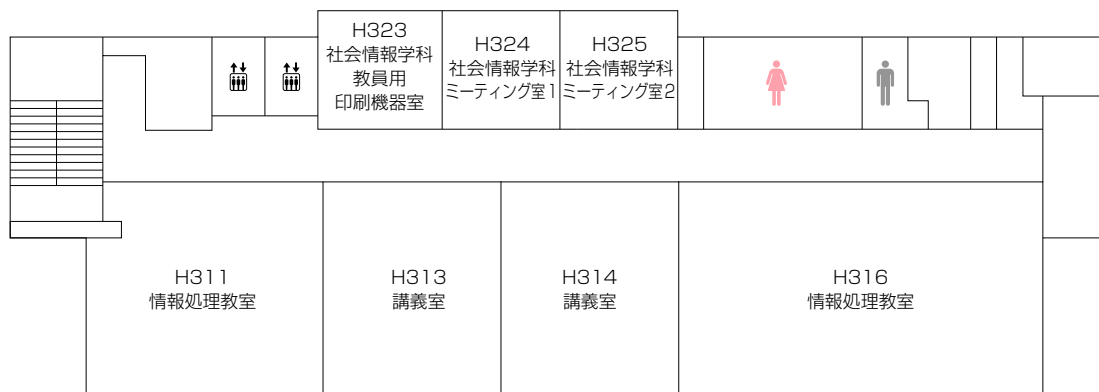 H323
社会情報学科
教員用
印刷機器室
H324
社会情報学科
ミーティング室1
H325
社会情報学科
ミーティング室2
H311
情報処理教室
H313
講義室
H314
講義室
H316
情報処理教室